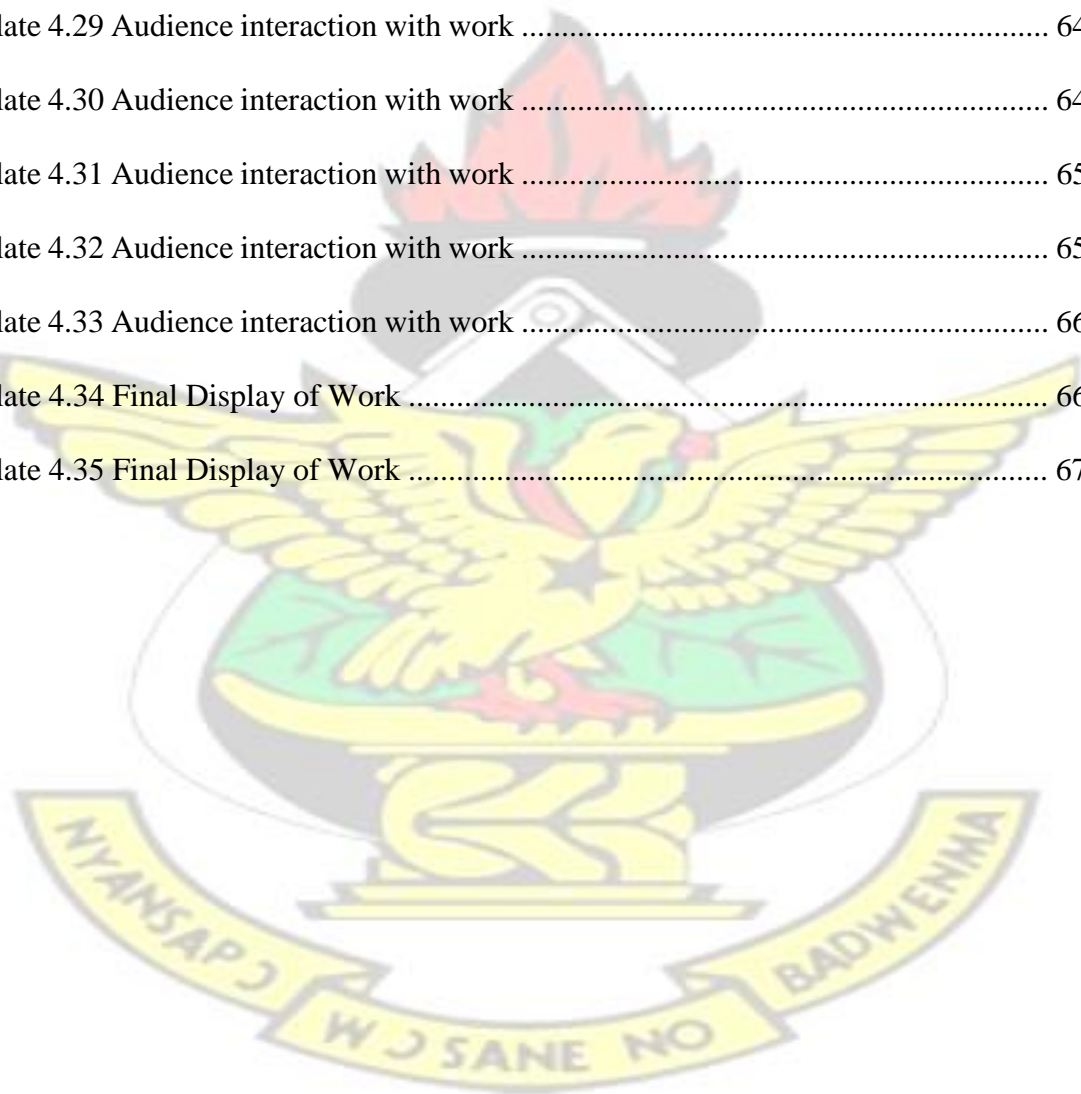 late 4.29 Audience interaction with work ............................................................................ 64
late 4.30 Audience interaction with work ............................................................................ 64
late 4.31 Audience interaction with work ............................................................................ 65
late 4.32 Audience interaction with work ............................................................................ 65
late 4.33 Audience interaction with work ............................................................................ 66
late 4.34 Final Display of Work ............................................................................................ 66
late 4.35 Final Display of Work ............................................................................................ 67
NYANSAPƆ WƆSANE NO BADWENMA